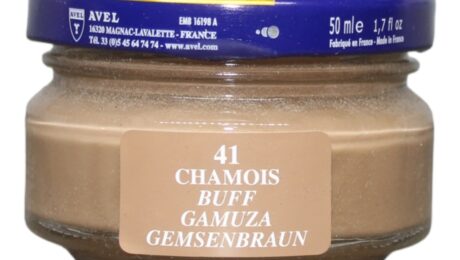 AVEL
EMB 16198 A
16320 MAGNAC-LAVALETTE - FRANCE
Tél. 33 (0)5 45 64 74 74 - www.avel.com
50 ml e 1,7 fl oz
Fabriqué en France - Made in France
41
CHAMOIS
BUFF
GAMUZA
GEMSENBRAUN